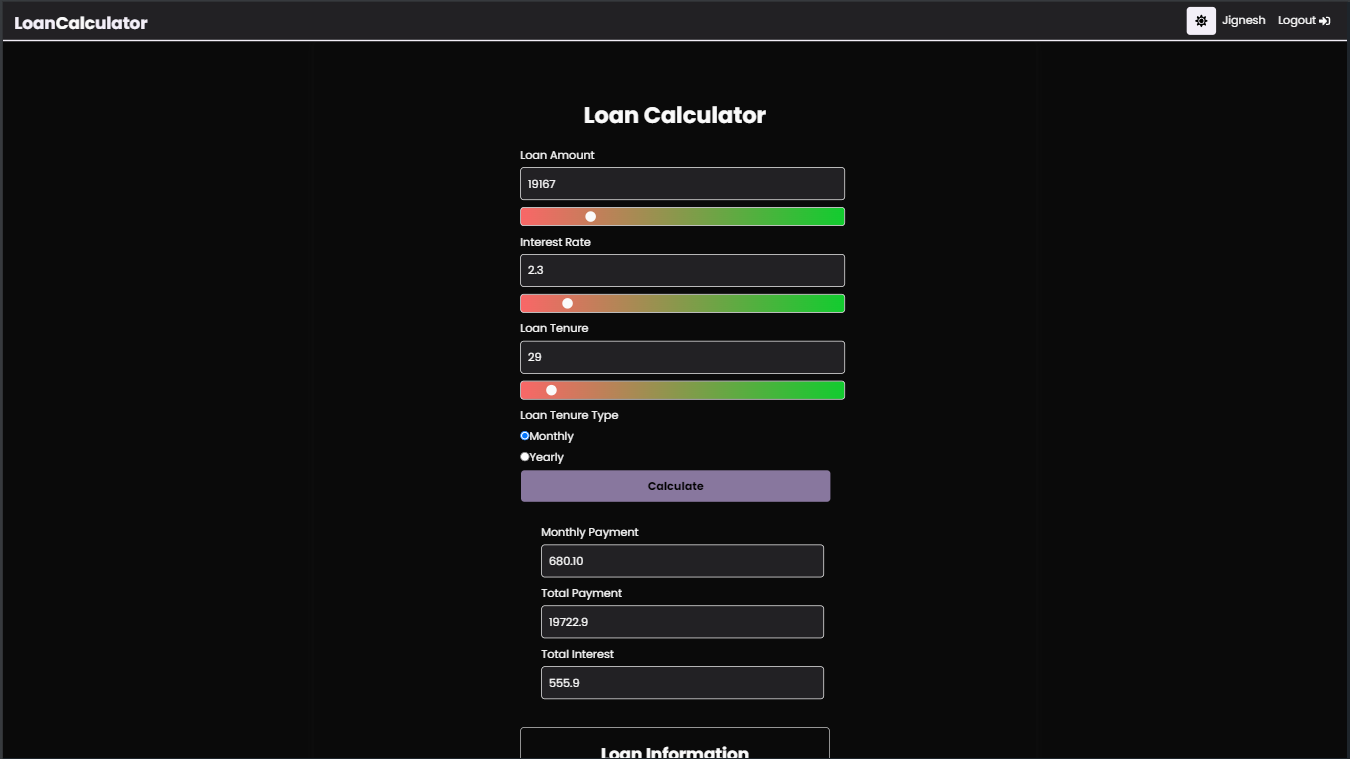 LoanCalculator
Jignesh Logout
Loan Calculator
Loan Amount
19167
Interest Rate
2.3
Loan Tenure
29
Loan Tenure Type
Monthly
Yearly
Calculate
Monthly Payment
680.10
Total Payment
19722.9
Total Interest
555.9
Loan Information